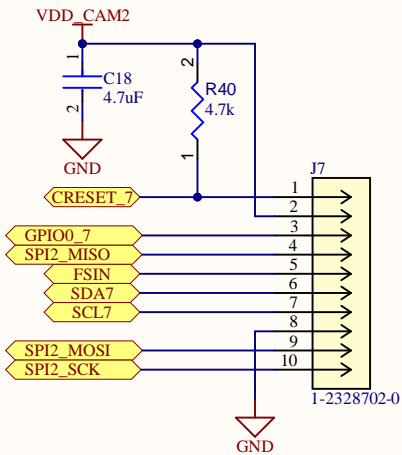 VDD_CAM2
1
C18
4.7uF
2
GND
2
R40
4.7k
1
J7
CRESET_7
1
2
GPIO0_7
3
SPI2_MISO
4
FSIN
5
SDA7
6
SCL7
7
8
SPI2_MOSI
9
SPI2_SCK
10
1-2328702-0
GND